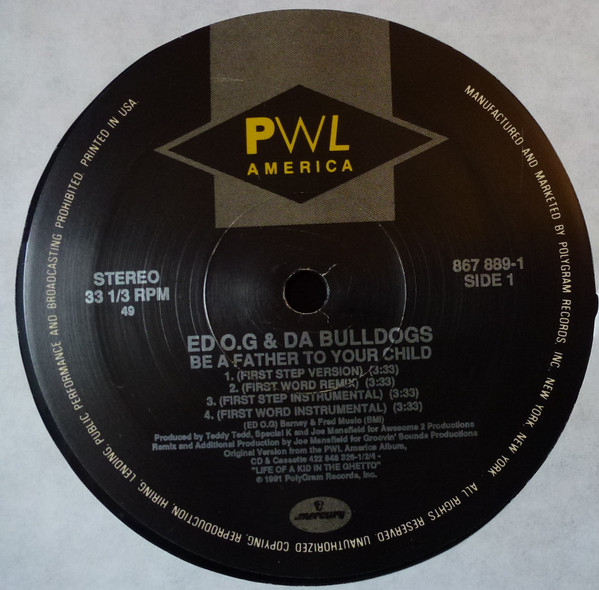 PWL
AMERICA
STEREO
33 1/3 RPM
49
867 889-1
SIDE 1
ED O.G & DA BULLDOGS
BE A FATHER TO YOUR CHILD
1. (FIRST STEP VERSION) (3:33)
2. (FIRST WORD REMIX) (3:33)
3. (FIRST STEP INSTRUMENTAL) (3:33)
4. (FIRST WORD INSTRUMENTAL) (3:33)
(ED O.G) Barney & Fred Music (BMI)
Produced by Teddy Tedd, Special K and Joe Mansfield for Awesome 2 Productions
Remix and Additional Production by Joe Mansfield for Groovin' Sounds Productions
Original Version from the PWL America Album,
CD & Cassette 422 848 326-1/2/4 -
"LIFE OF A KID IN THE GHETTO"
℗ 1991 PolyGram Records, Inc.
mercury
MANUFACTURED AND MARKETED BY POLYGRAM RECORDS, INC. NEW YORK, NEW YORK. ALL RIGHTS RESERVED. UNAUTHORIZED COPYING, REPRODUCTION, HIRING, LENDING, PUBLIC PERFORMANCE AND BROADCASTING PROHIBITED. PRINTED IN USA.